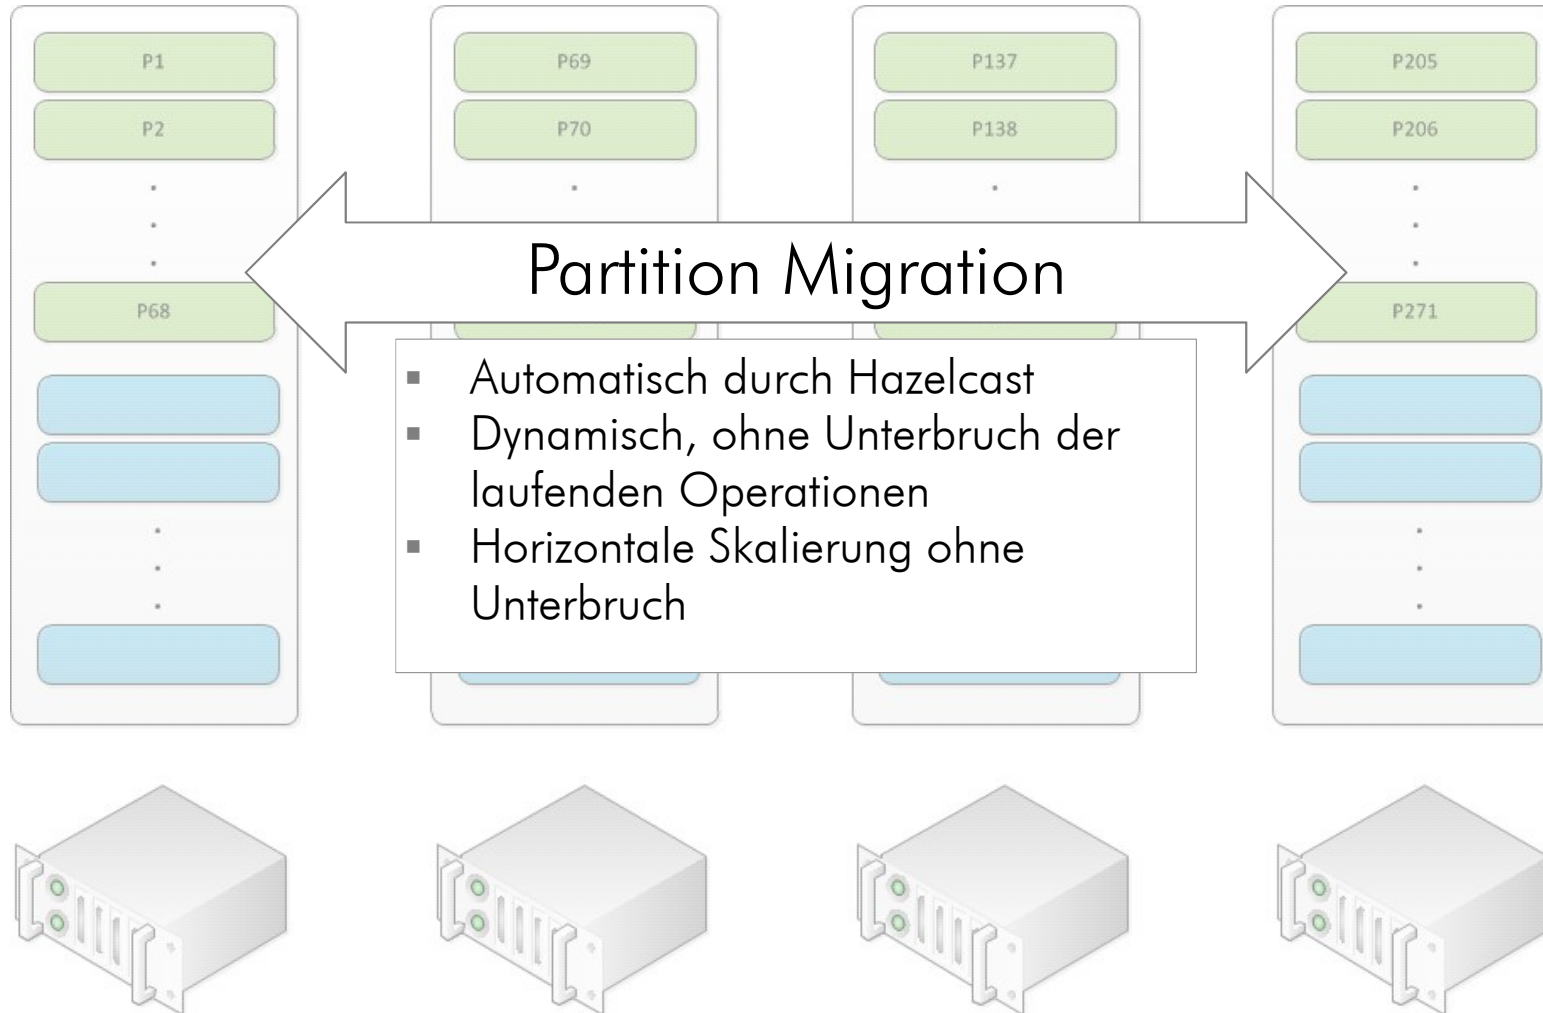 P1
P69
P137
P205
P2
P70
P138
P206
Partition Migration
P68
P271
▪ Automatisch durch Hazelcast
▪ Dynamisch, ohne Unterbruch der
laufenden Operationen
▪ Horizontale Skalierung ohne
Unterbruch